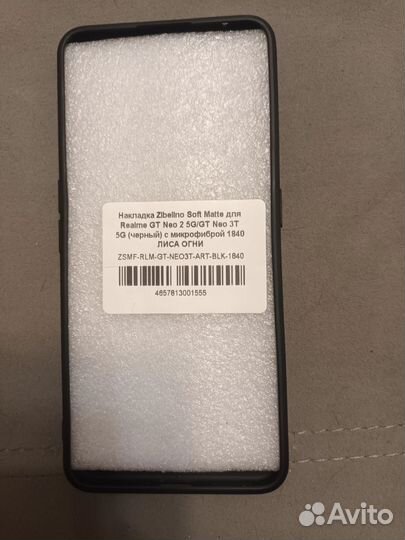 Накладка Zibelino Soft Matte для
Realme GT Neo 2 5G/GT Neo 3T
5G (черный) с микрофиброй 1840
ЛИСА ОГНИ
ZSMF-RLM-GT-NEO3T-ART-BLK-1840
4657813001555
Avito